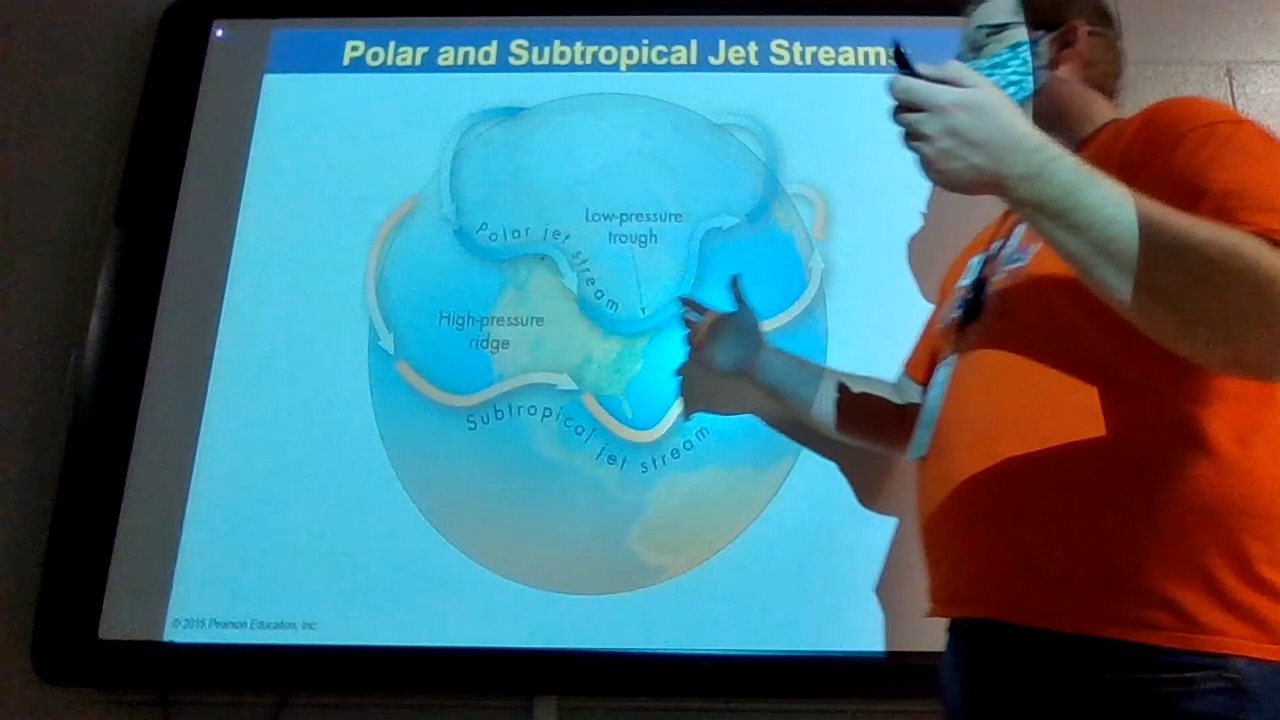 Polar and Subtropical Jet Streams
Low-pressure
trough
Polar jet stream
High-pressure
ridge
Subtropical jet stream
© 2015 Pearson Education, Inc.